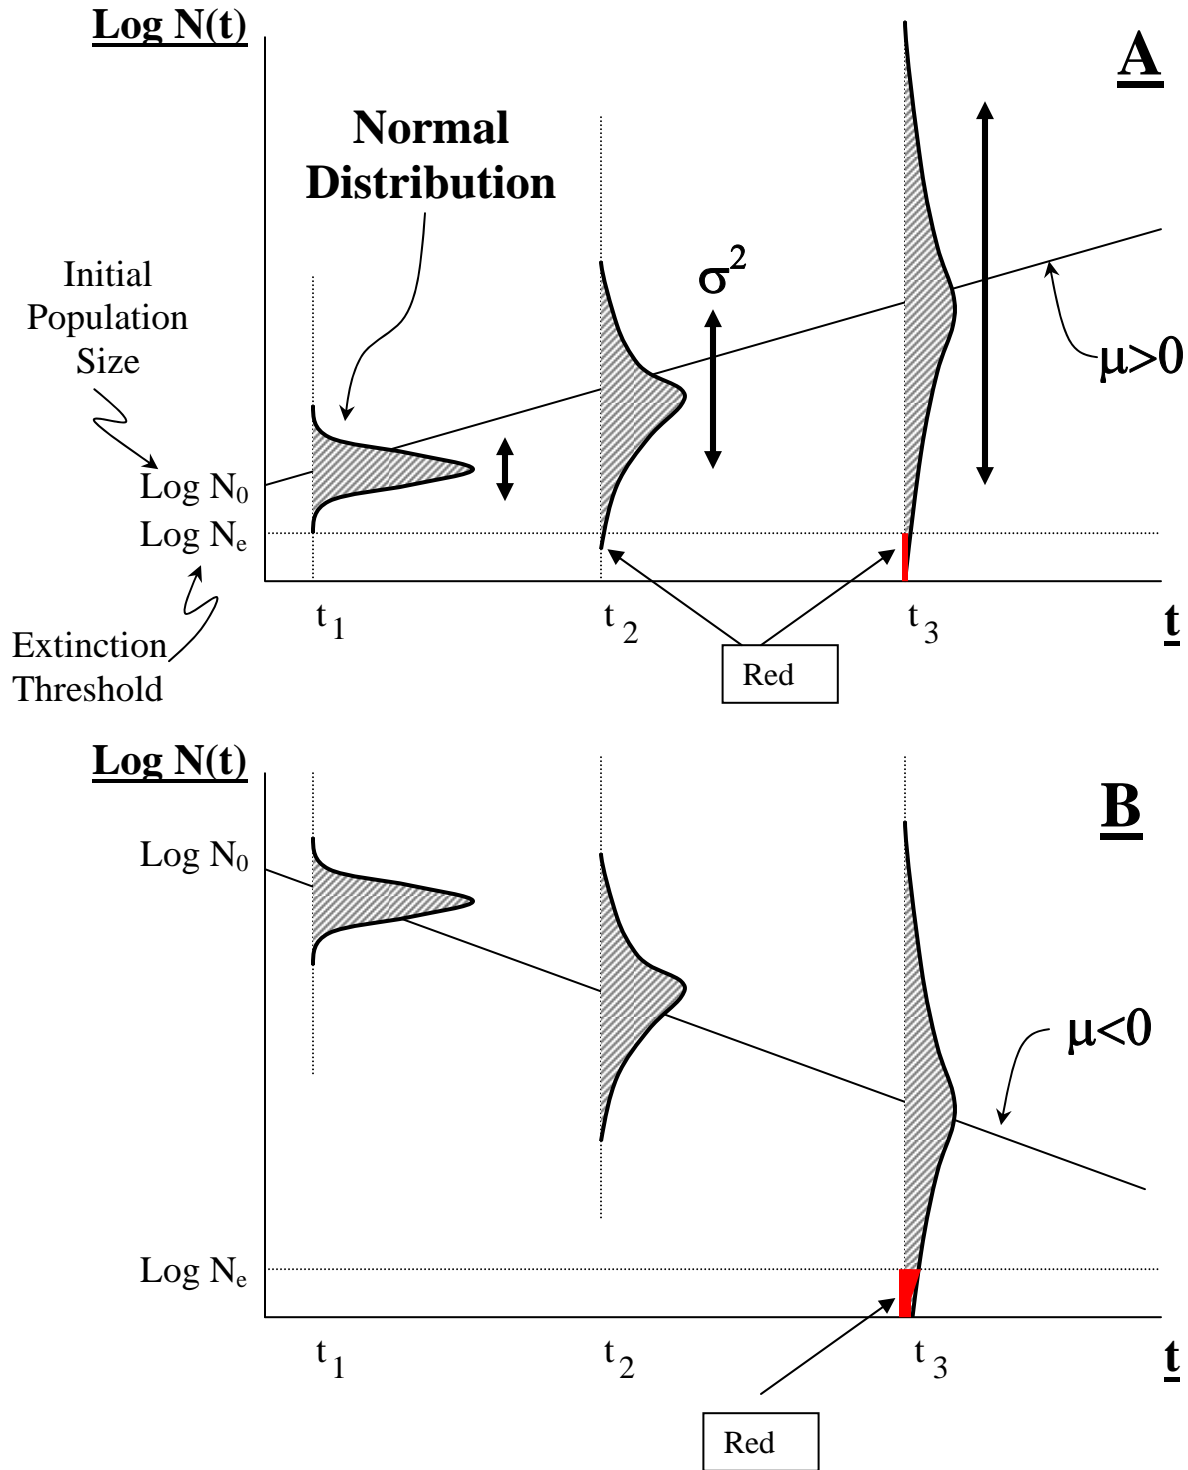 Log N(t)
A
Normal
Distribution
Initial
Population
Size
σ²
μ>0
Log N₀
Log Nₑ
t₁
t₂
t₃
t
Extinction
Threshold
Red
Log N(t)
B
Log N₀
μ<0
Log Nₑ
t₁
t₂
t₃
t
Red